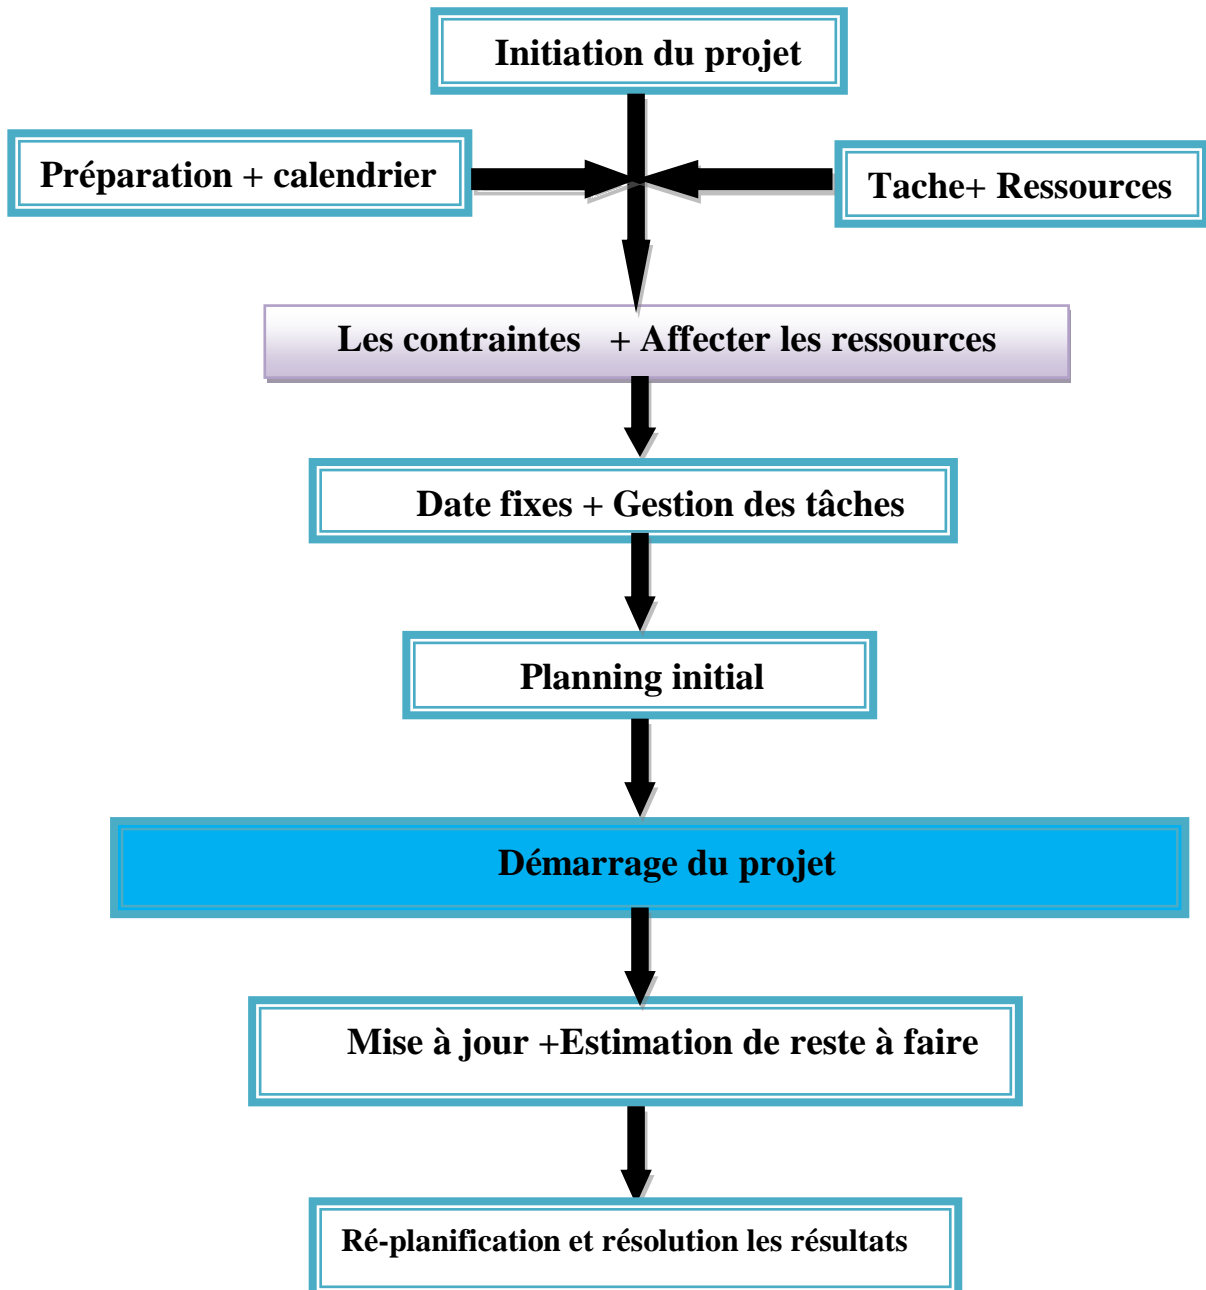 Initiation du projet
Préparation + calendrier
Tache+ Ressources
Les contraintes + Affecter les ressources
Date fixes + Gestion des tâches
Planning initial
Démarrage du projet
Mise à jour +Estimation de reste à faire
Ré-planification et résolution les résultats